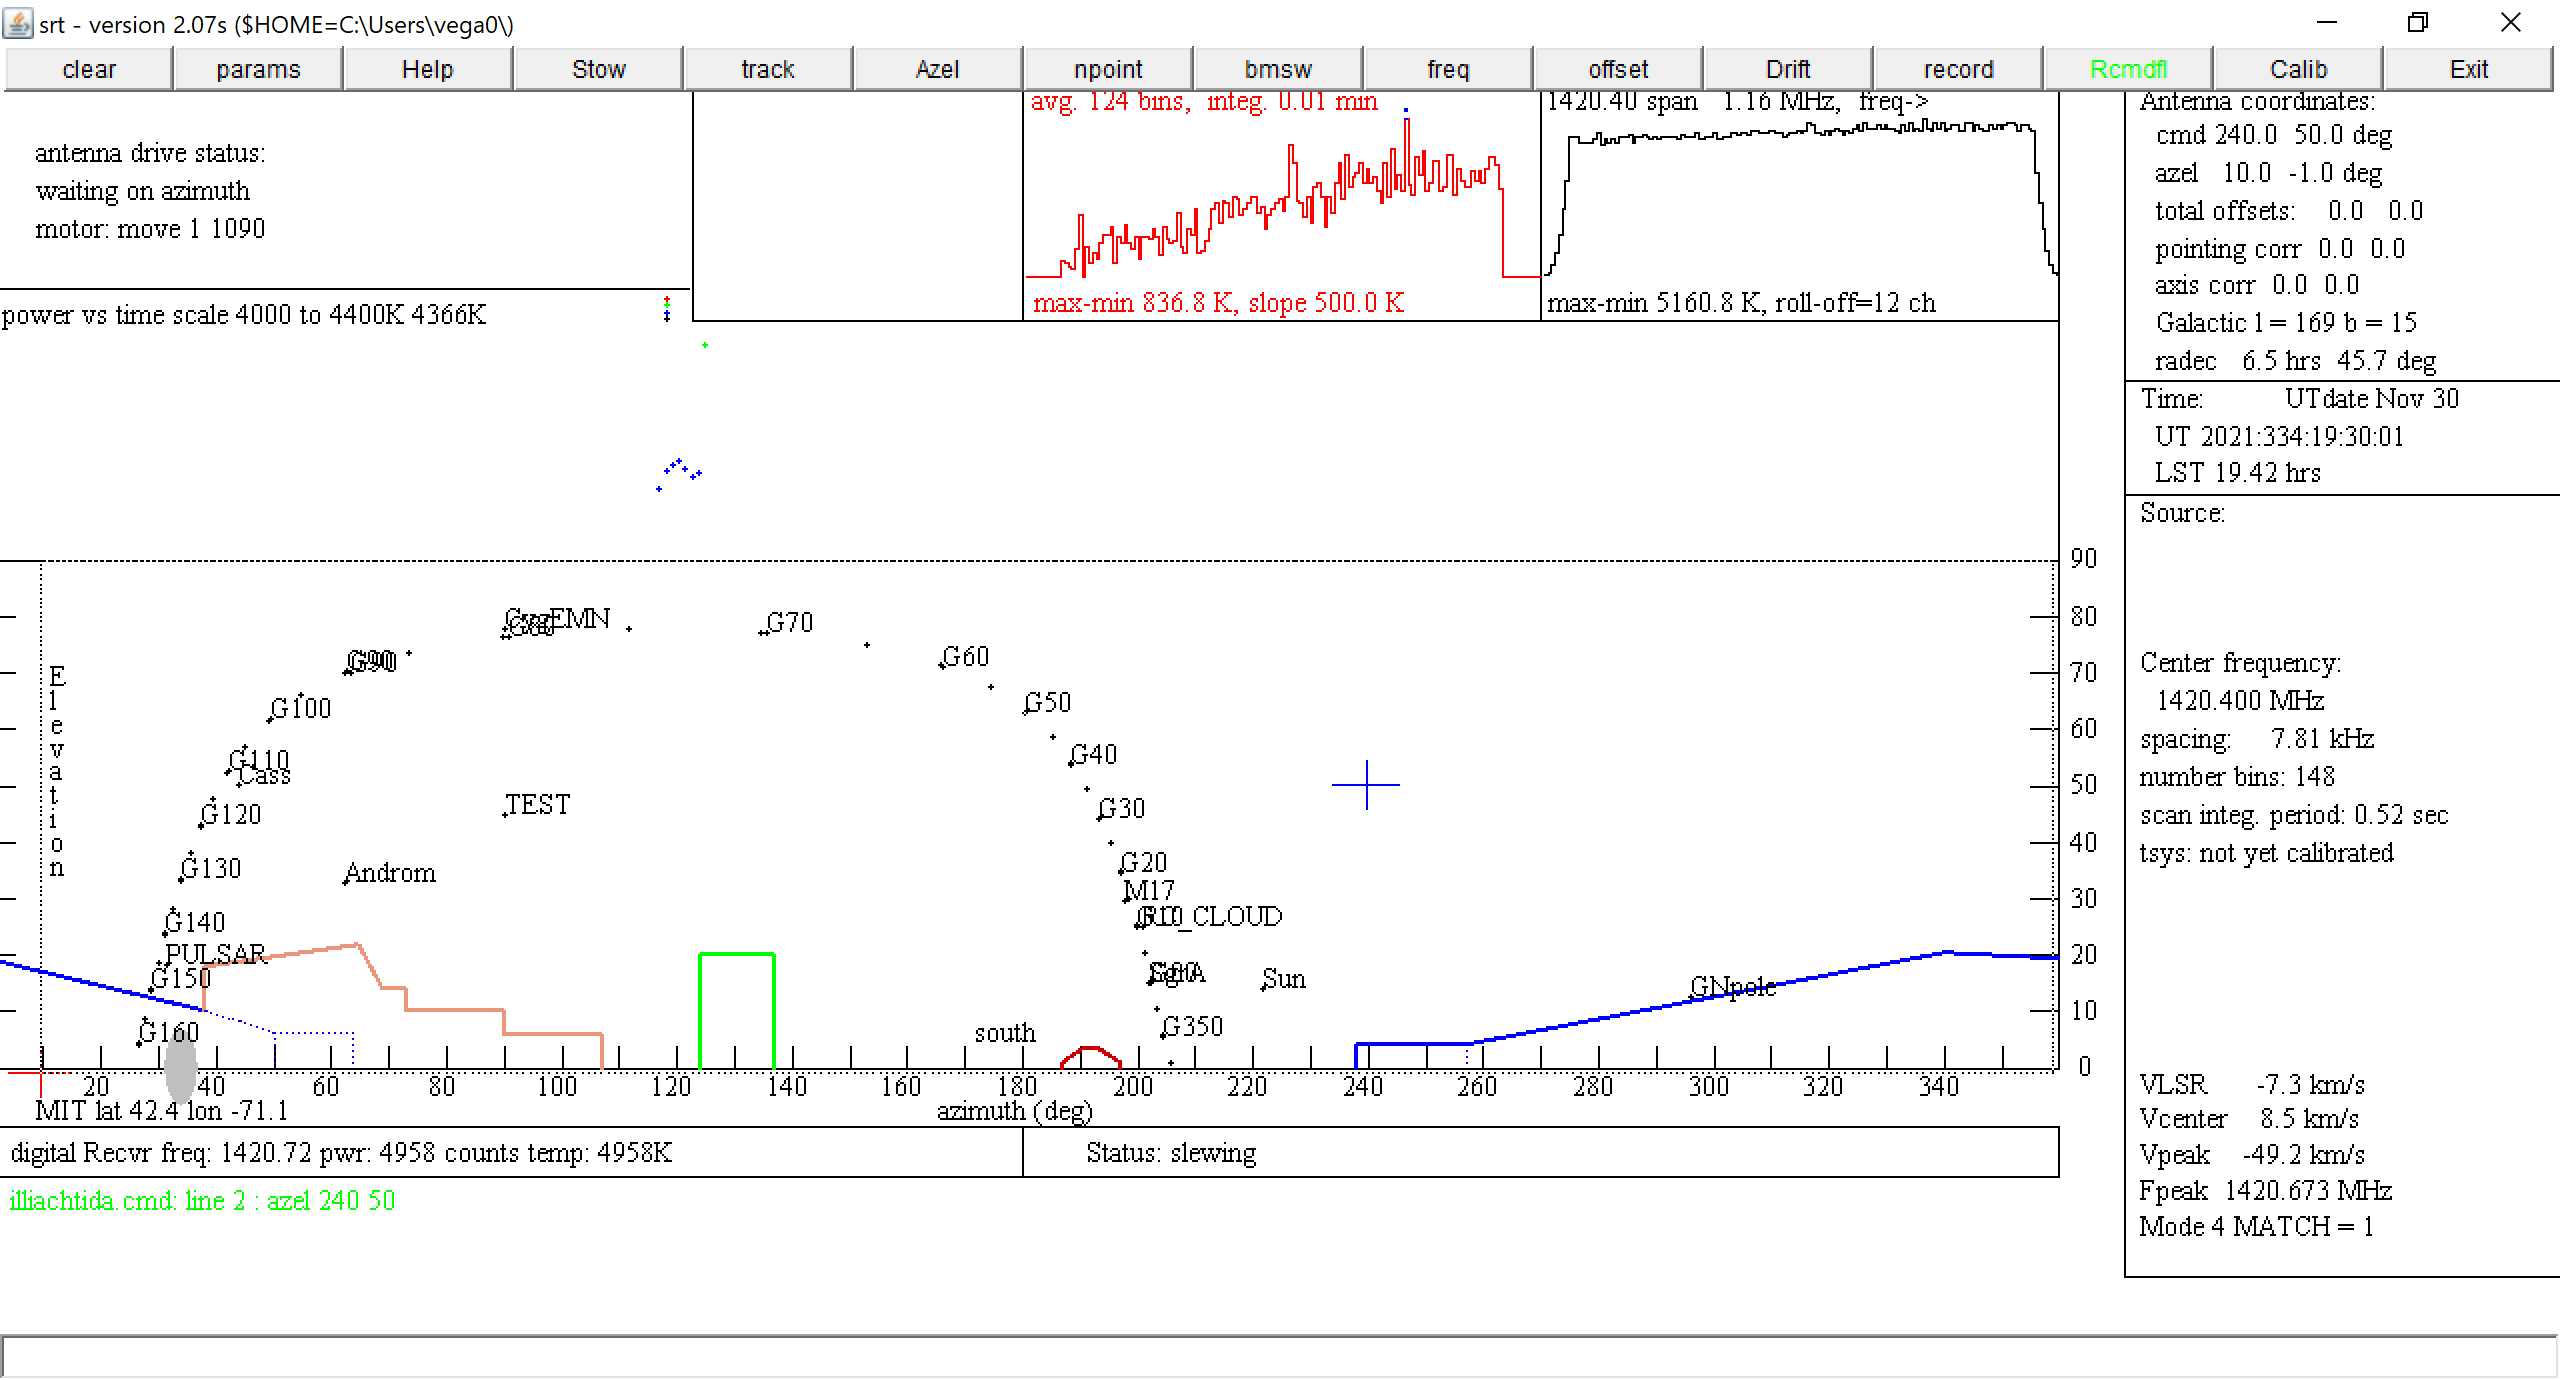 srt - version 2.07s ($HOME=C:\Users\vega0\)
clear params Help Stow track Azel npoint bmsw freq offset Drift record Rcmdfl Calib Exit
antenna drive status:
waiting on azimuth
motor: move 1 1090
power vs time scale 4000 to 4400K 4366K
avg. 124 bins, integ. 0.01 min
max-min 836.8 K, slope 500.0 K
1420.40 span 1.16 MHz, freq->
max-min 5160.8 K, roll-off=12 ch
Antenna coordinates:
cmd 240.0 50.0 deg
azel 10.0 -1.0 deg
total offsets: 0.0 0.0
pointing corr 0.0 0.0
axis corr 0.0 0.0
Galactic l = 169 b = 15
radec 6.5 hrs 45.7 deg
Time: UTdate Nov 30
UT 2021:334:19:30:01
LST 19.42 hrs
Source:
Center frequency:
1420.400 MHz
spacing: 7.81 kHz
number bins: 148
scan integ. period: 0.52 sec
tsys: not yet calibrated
VLSR -7.3 km/s
Vcenter 8.5 km/s
Vpeak -49.2 km/s
Fpeak 1420.673 MHz
Mode 4 MATCH = 1
90
80
70
60
50
40
30
20
10
0
Elevation
G70
G90
G60
G100
G50
G110
Cass
G40
G120
TEST
G30
G130
Androm
G20
M17
G140
PULSAR
G150
Sun
GNpole
G160
south
G350
20 40 60 80 100 120 140 160 180 200 220 240 260 280 300 320 340
MIT lat 42.4 lon -71.1
azimuth (deg)
digital Recvr freq: 1420.72 pwr: 4958 counts temp: 4958K
Status: slewing
illiachtida.cmd: line 2 : azel 240 50